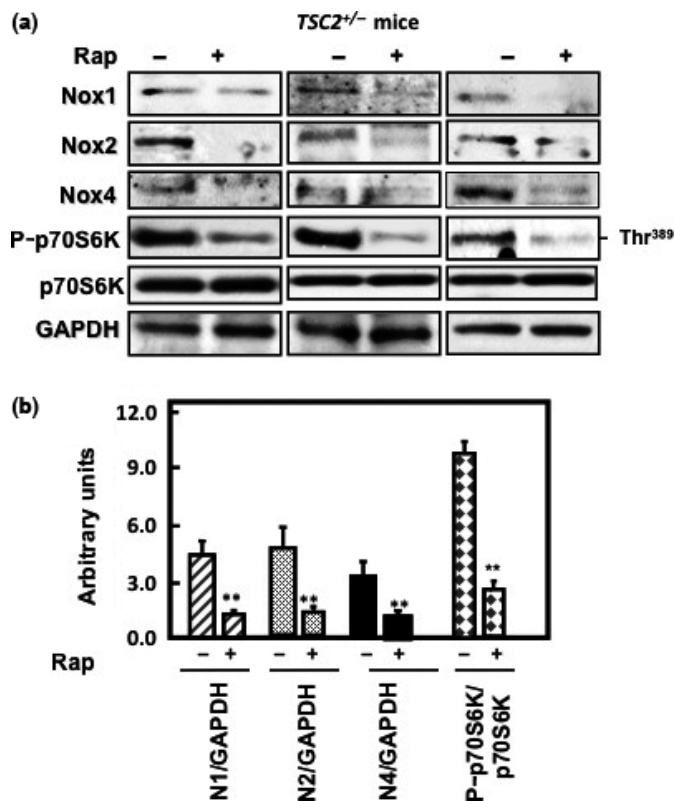 (a)
TSC2+/− mice
Rap − + − + − +
Nox1
Nox2
Nox4
P-p70S6K Thr389
p70S6K
GAPDH
(b)
Arbitrary units
12.0
9.0
6.0
3.0
0.0
** ** ** **
Rap − + − + − + − +
N1/GAPDH
N2/GAPDH
N4/GAPDH
P-p70S6K/
p70S6K